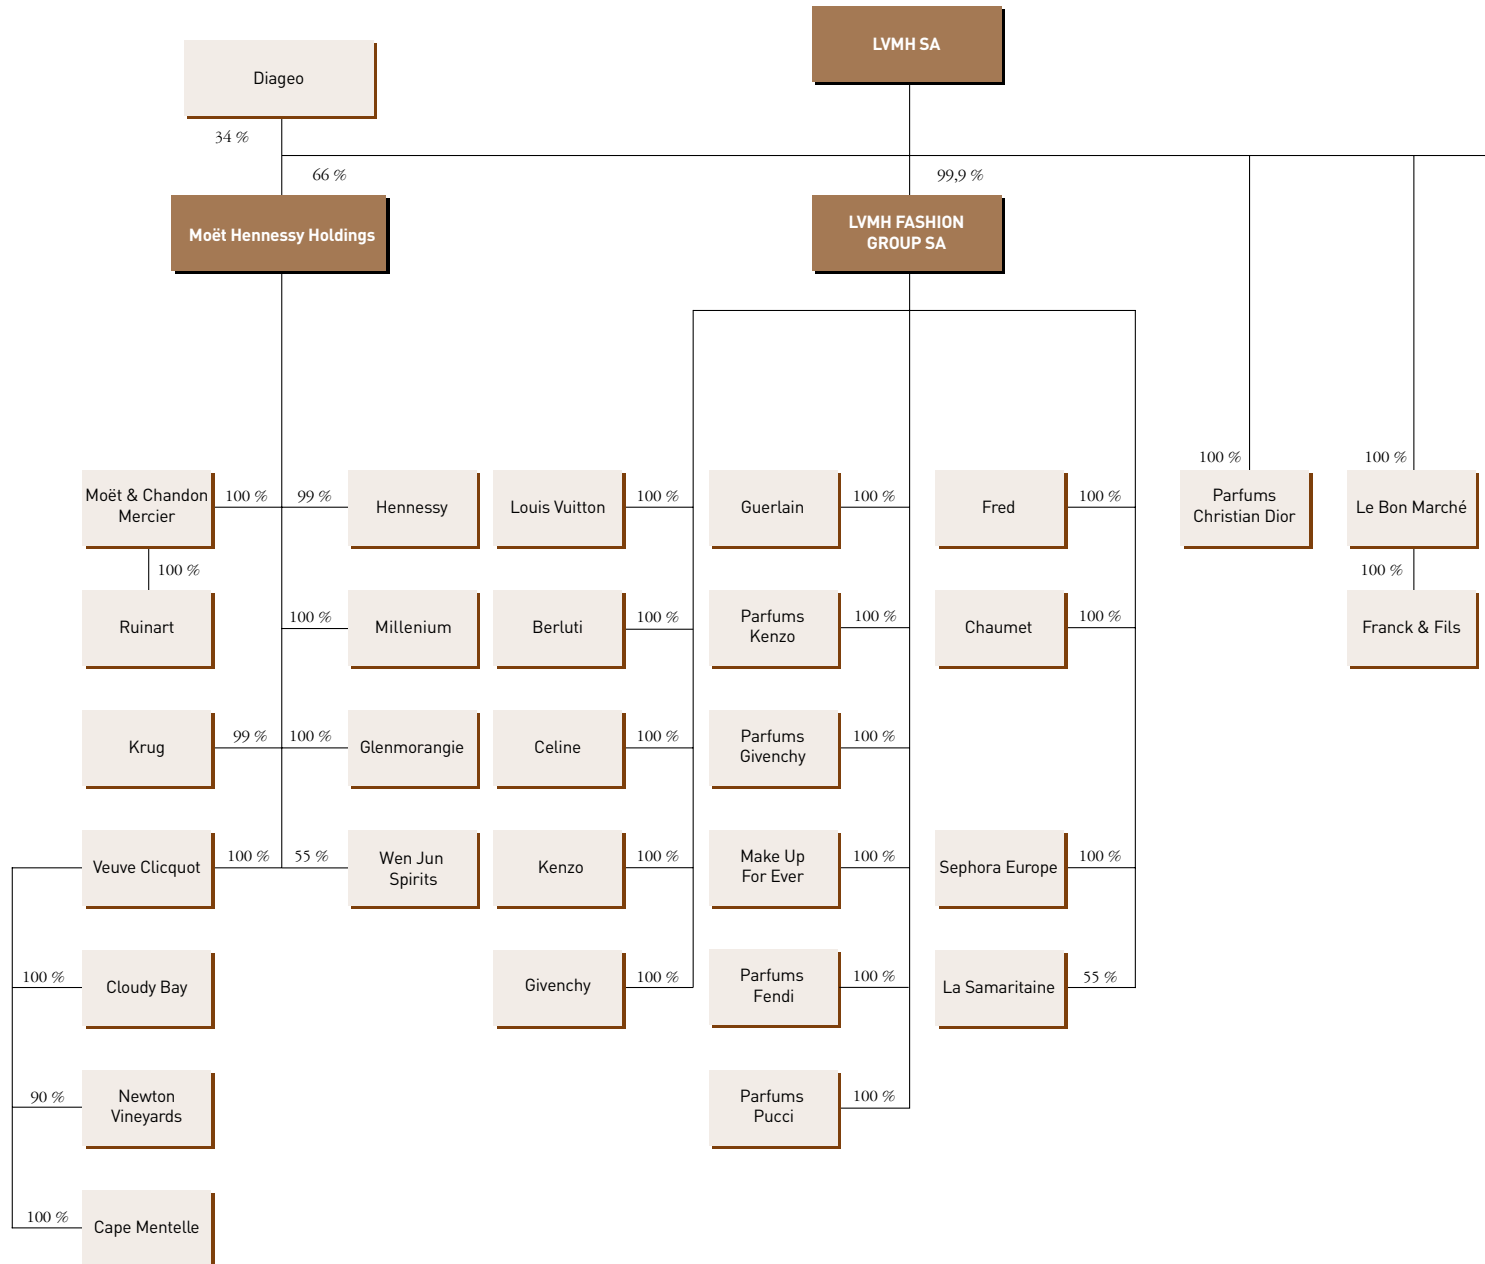 LVMH SA
Diageo
34 %
66 %
99,9 %
Moët Hennessy Holdings
LVMH FASHION
GROUP SA
Moët & Chandon
Mercier
100 %
99 %
Hennessy
Louis Vuitton
100 %
Guerlain
100 %
Fred
100 %
100 %
Parfums
Christian Dior
100 %
Le Bon Marché
100 %
Ruinart
100 %
Millenium
Berluti
100 %
Parfums
Kenzo
100 %
Chaumet
100 %
100 %
Franck & Fils
Krug
99 %
100 %
Glenmorangie
Celine
100 %
Parfums
Givenchy
100 %
Veuve Clicquot
100 %
55 %
Wen Jun
Spirits
Kenzo
100 %
Make Up
For Ever
100 %
Sephora Europe
100 %
100 %
Cloudy Bay
Givenchy
100 %
Parfums
Fendi
100 %
La Samaritaine
55 %
90 %
Newton
Vineyards
Parfums
Pucci
100 %
100 %
Cape Mentelle